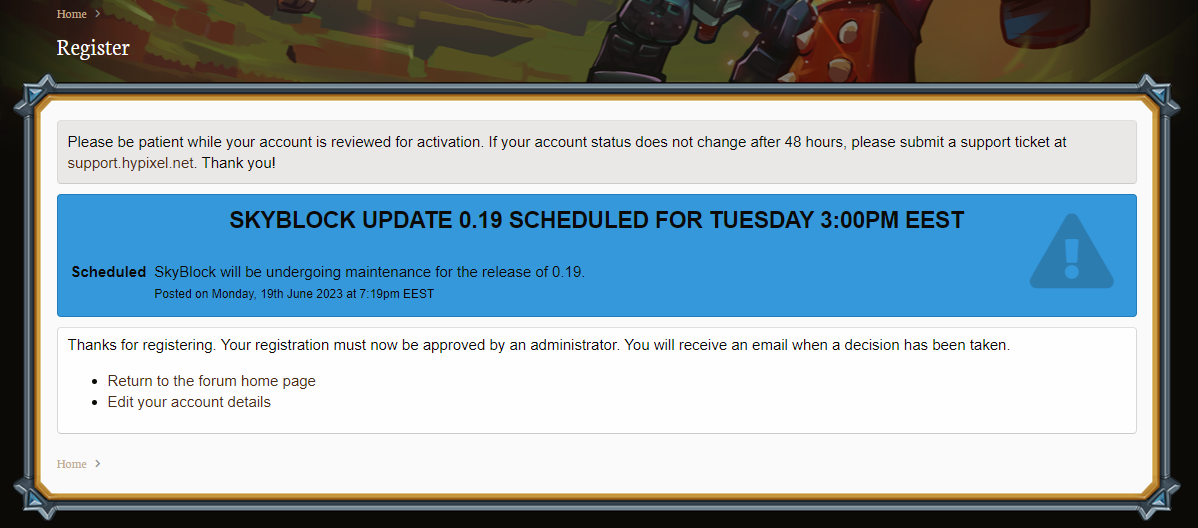 Home
Register
Please be patient while your account is reviewed for activation. If your account status does not change after 48 hours, please submit a support ticket at
support.hypixel.net. Thank you!
SKYBLOCK UPDATE 0.19 SCHEDULED FOR TUESDAY 3:00PM EEST
Scheduled SkyBlock will be undergoing maintenance for the release of 0.19.
Posted on Monday, 19th June 2023 at 7:19pm EEST
Thanks for registering. Your registration must now be approved by an administrator. You will receive an email when a decision has been taken.
Return to the forum home page
Edit your account details
Home